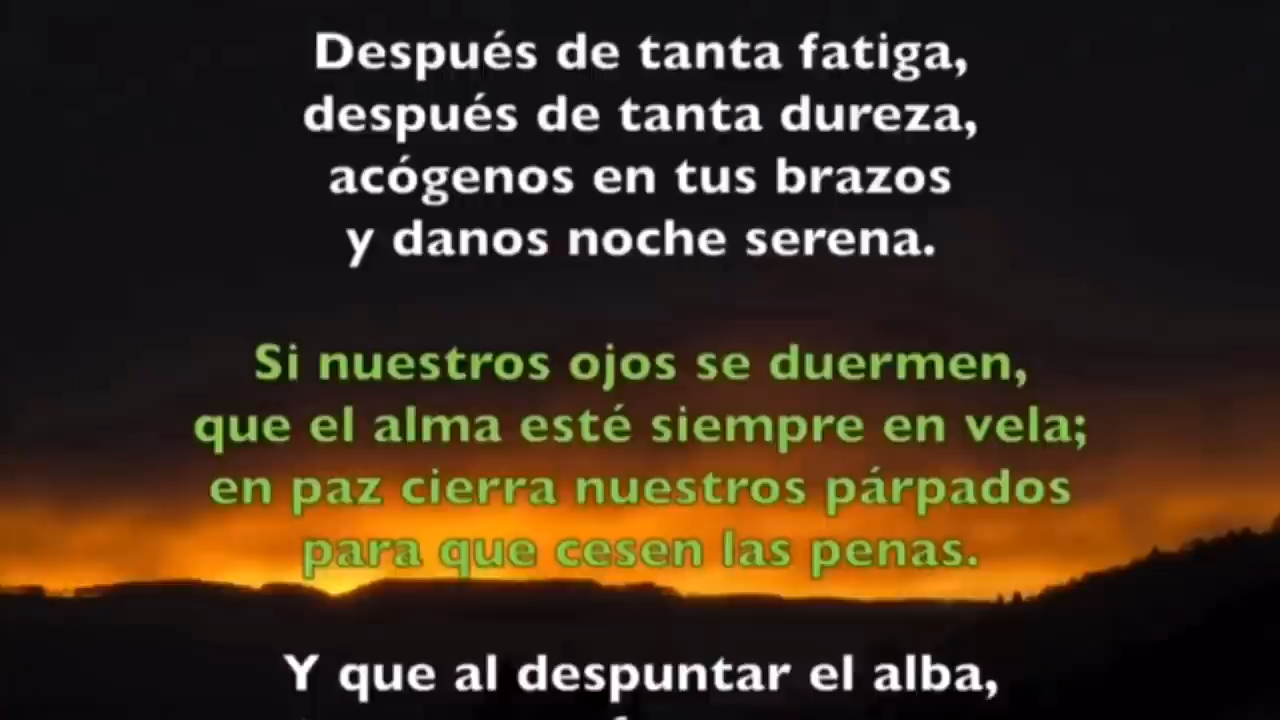 Después de tanta fatiga,
después de tanta dureza,
acógenos en tus brazos
y danos noche serena.
Si nuestros ojos se duermen,
que el alma esté siempre en vela;
en paz cierra nuestros párpados
para que cesen las penas.
Y que al despuntar el alba,